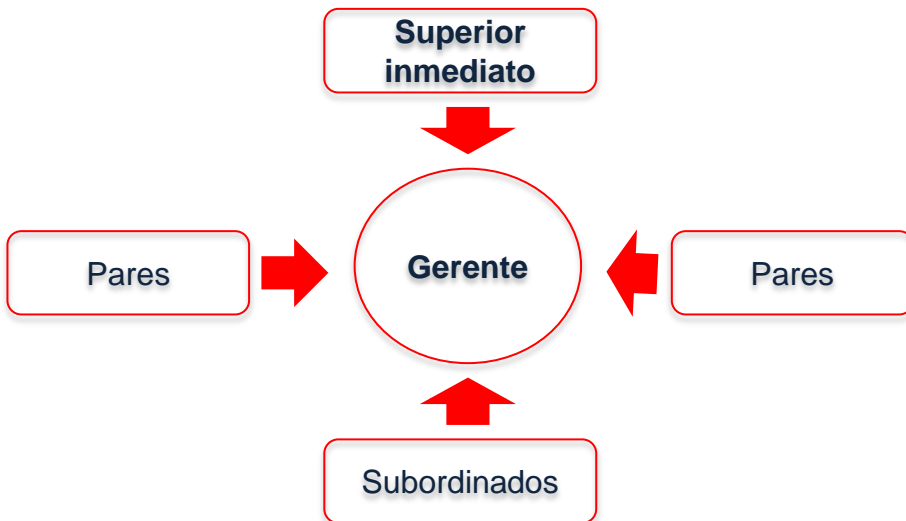 Superior
inmediato
Pares
Gerente
Pares
Subordinados